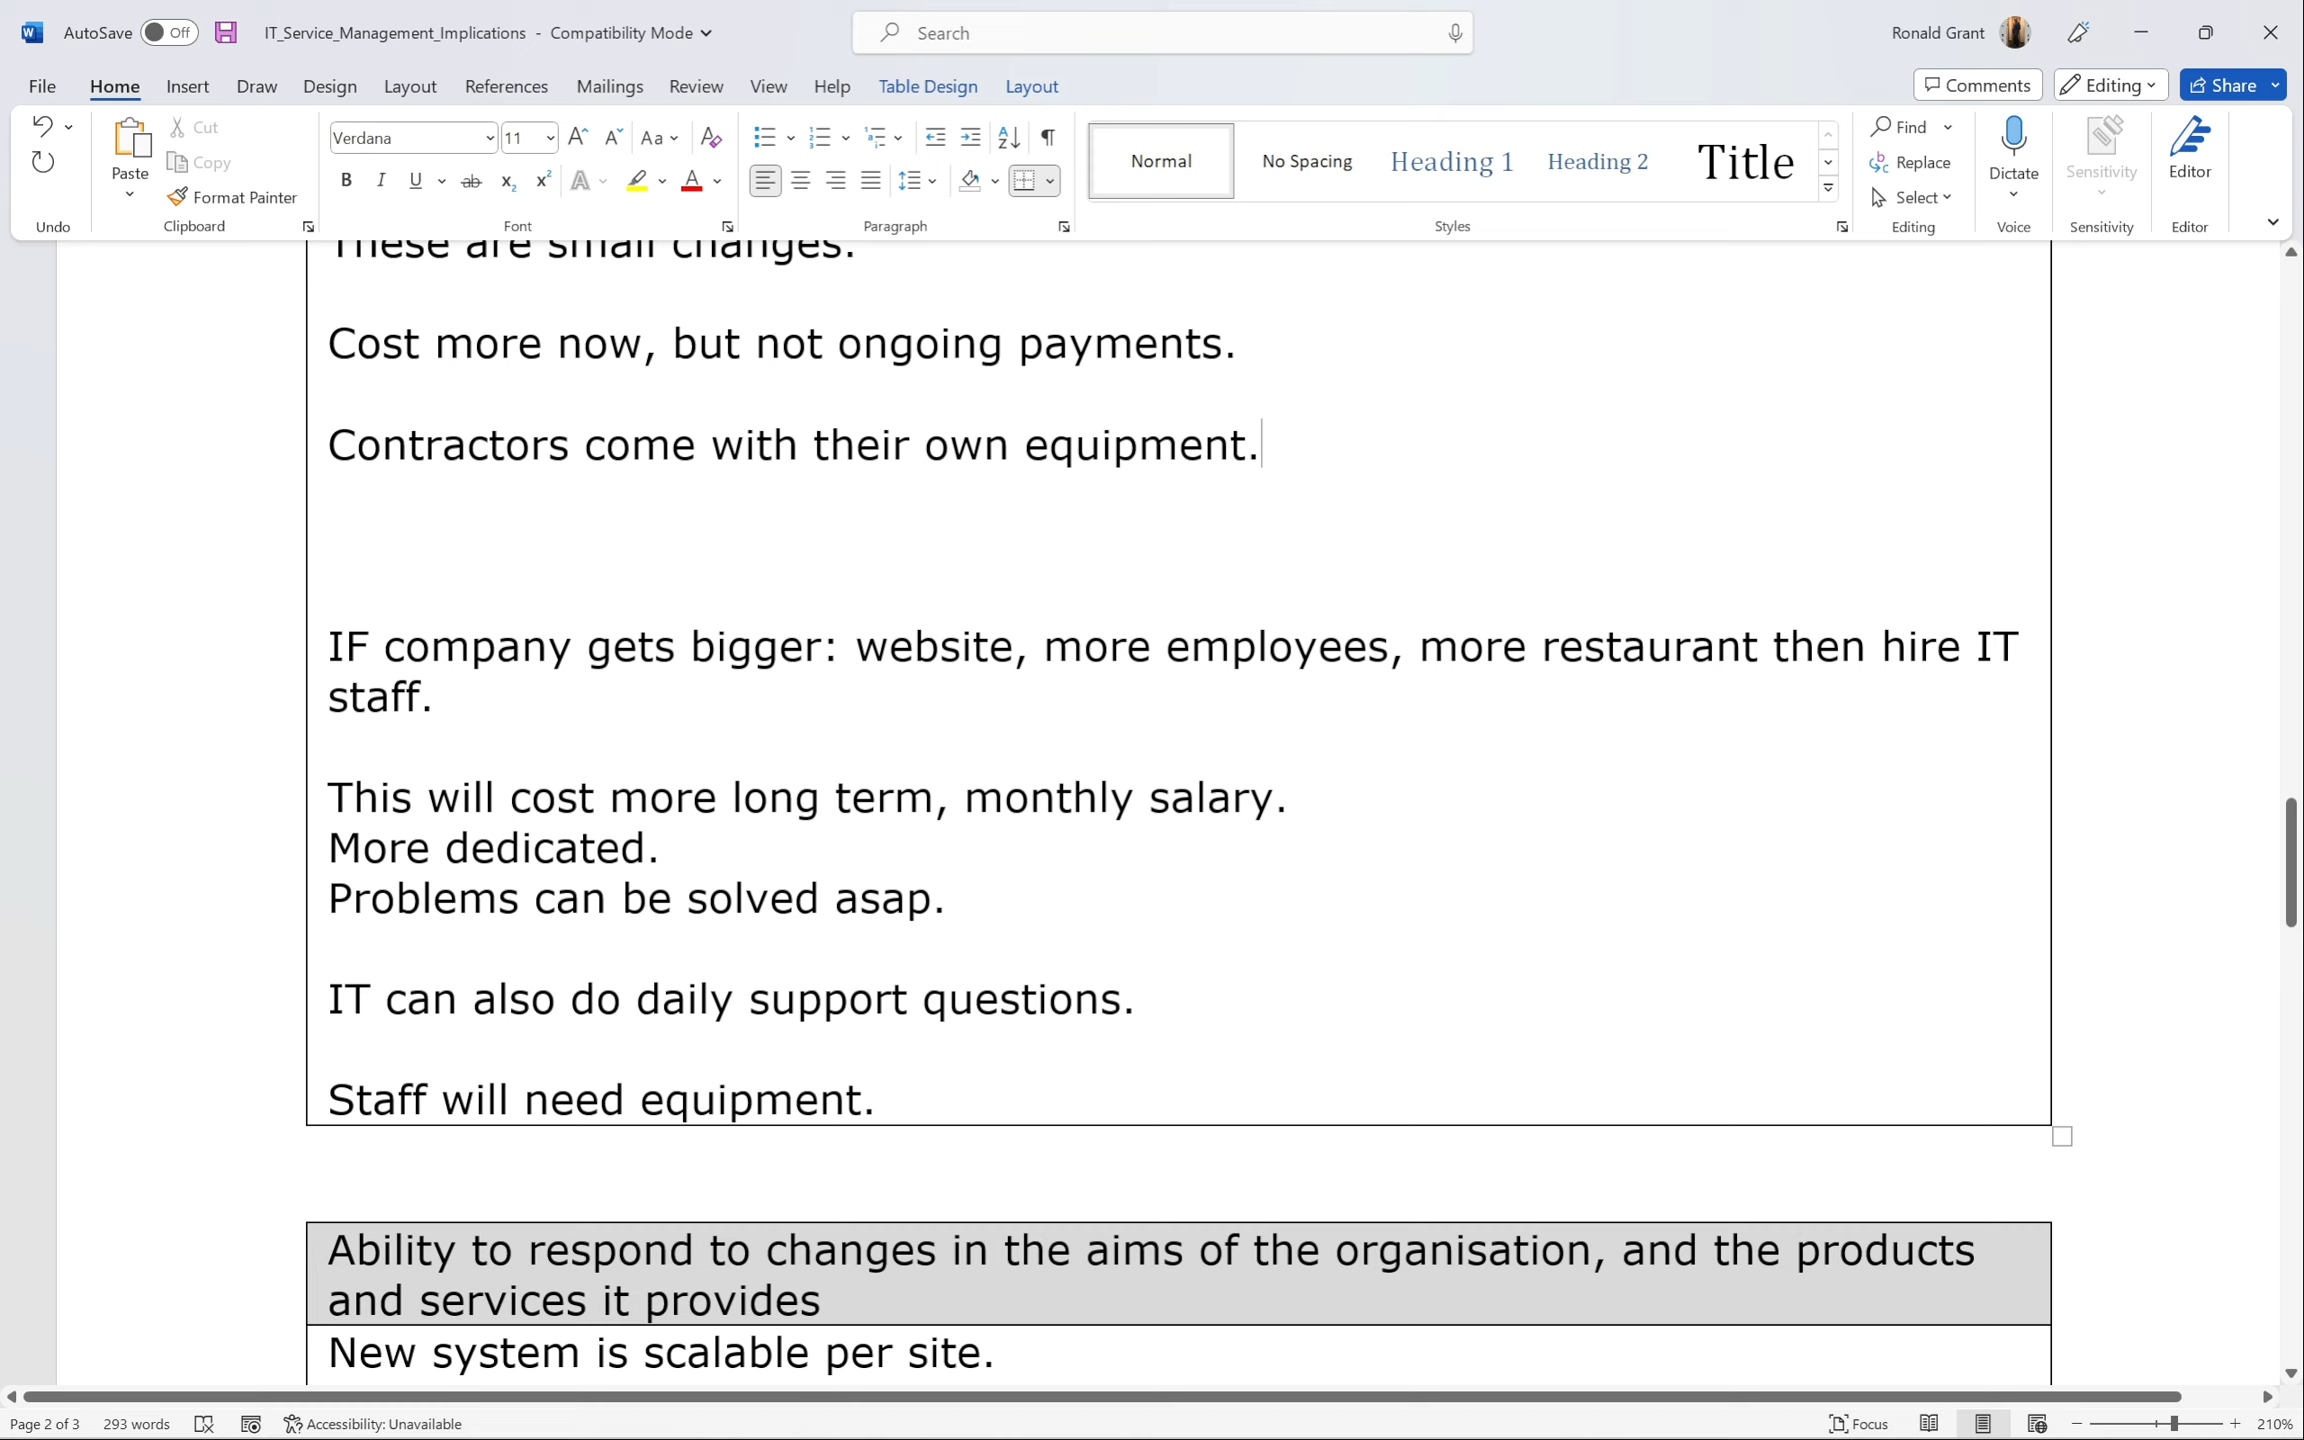 AutoSave Off IT_Service_Management_Implications - Compatibility Mode Search Ronald Grant
File Home Insert Draw Design Layout References Mailings Review View Help Table Design Layout Comments Editing Share
Paste Cut Copy Format Painter
Verdana 11
Normal No Spacing Heading 1 Heading 2 Title
Find Replace Select
Dictate Sensitivity Editor
Undo Clipboard Font Paragraph Styles Editing Voice Sensitivity Editor
These are small changes.
Cost more now, but not ongoing payments.
Contractors come with their own equipment.
IF company gets bigger: website, more employees, more restaurant then hire IT
staff.
This will cost more long term, monthly salary.
More dedicated.
Problems can be solved asap.
IT can also do daily support questions.
Staff will need equipment.
Ability to respond to changes in the aims of the organisation, and the products
and services it provides
New system is scalable per site.
Page 2 of 3 293 words Accessibility: Unavailable Focus 210%